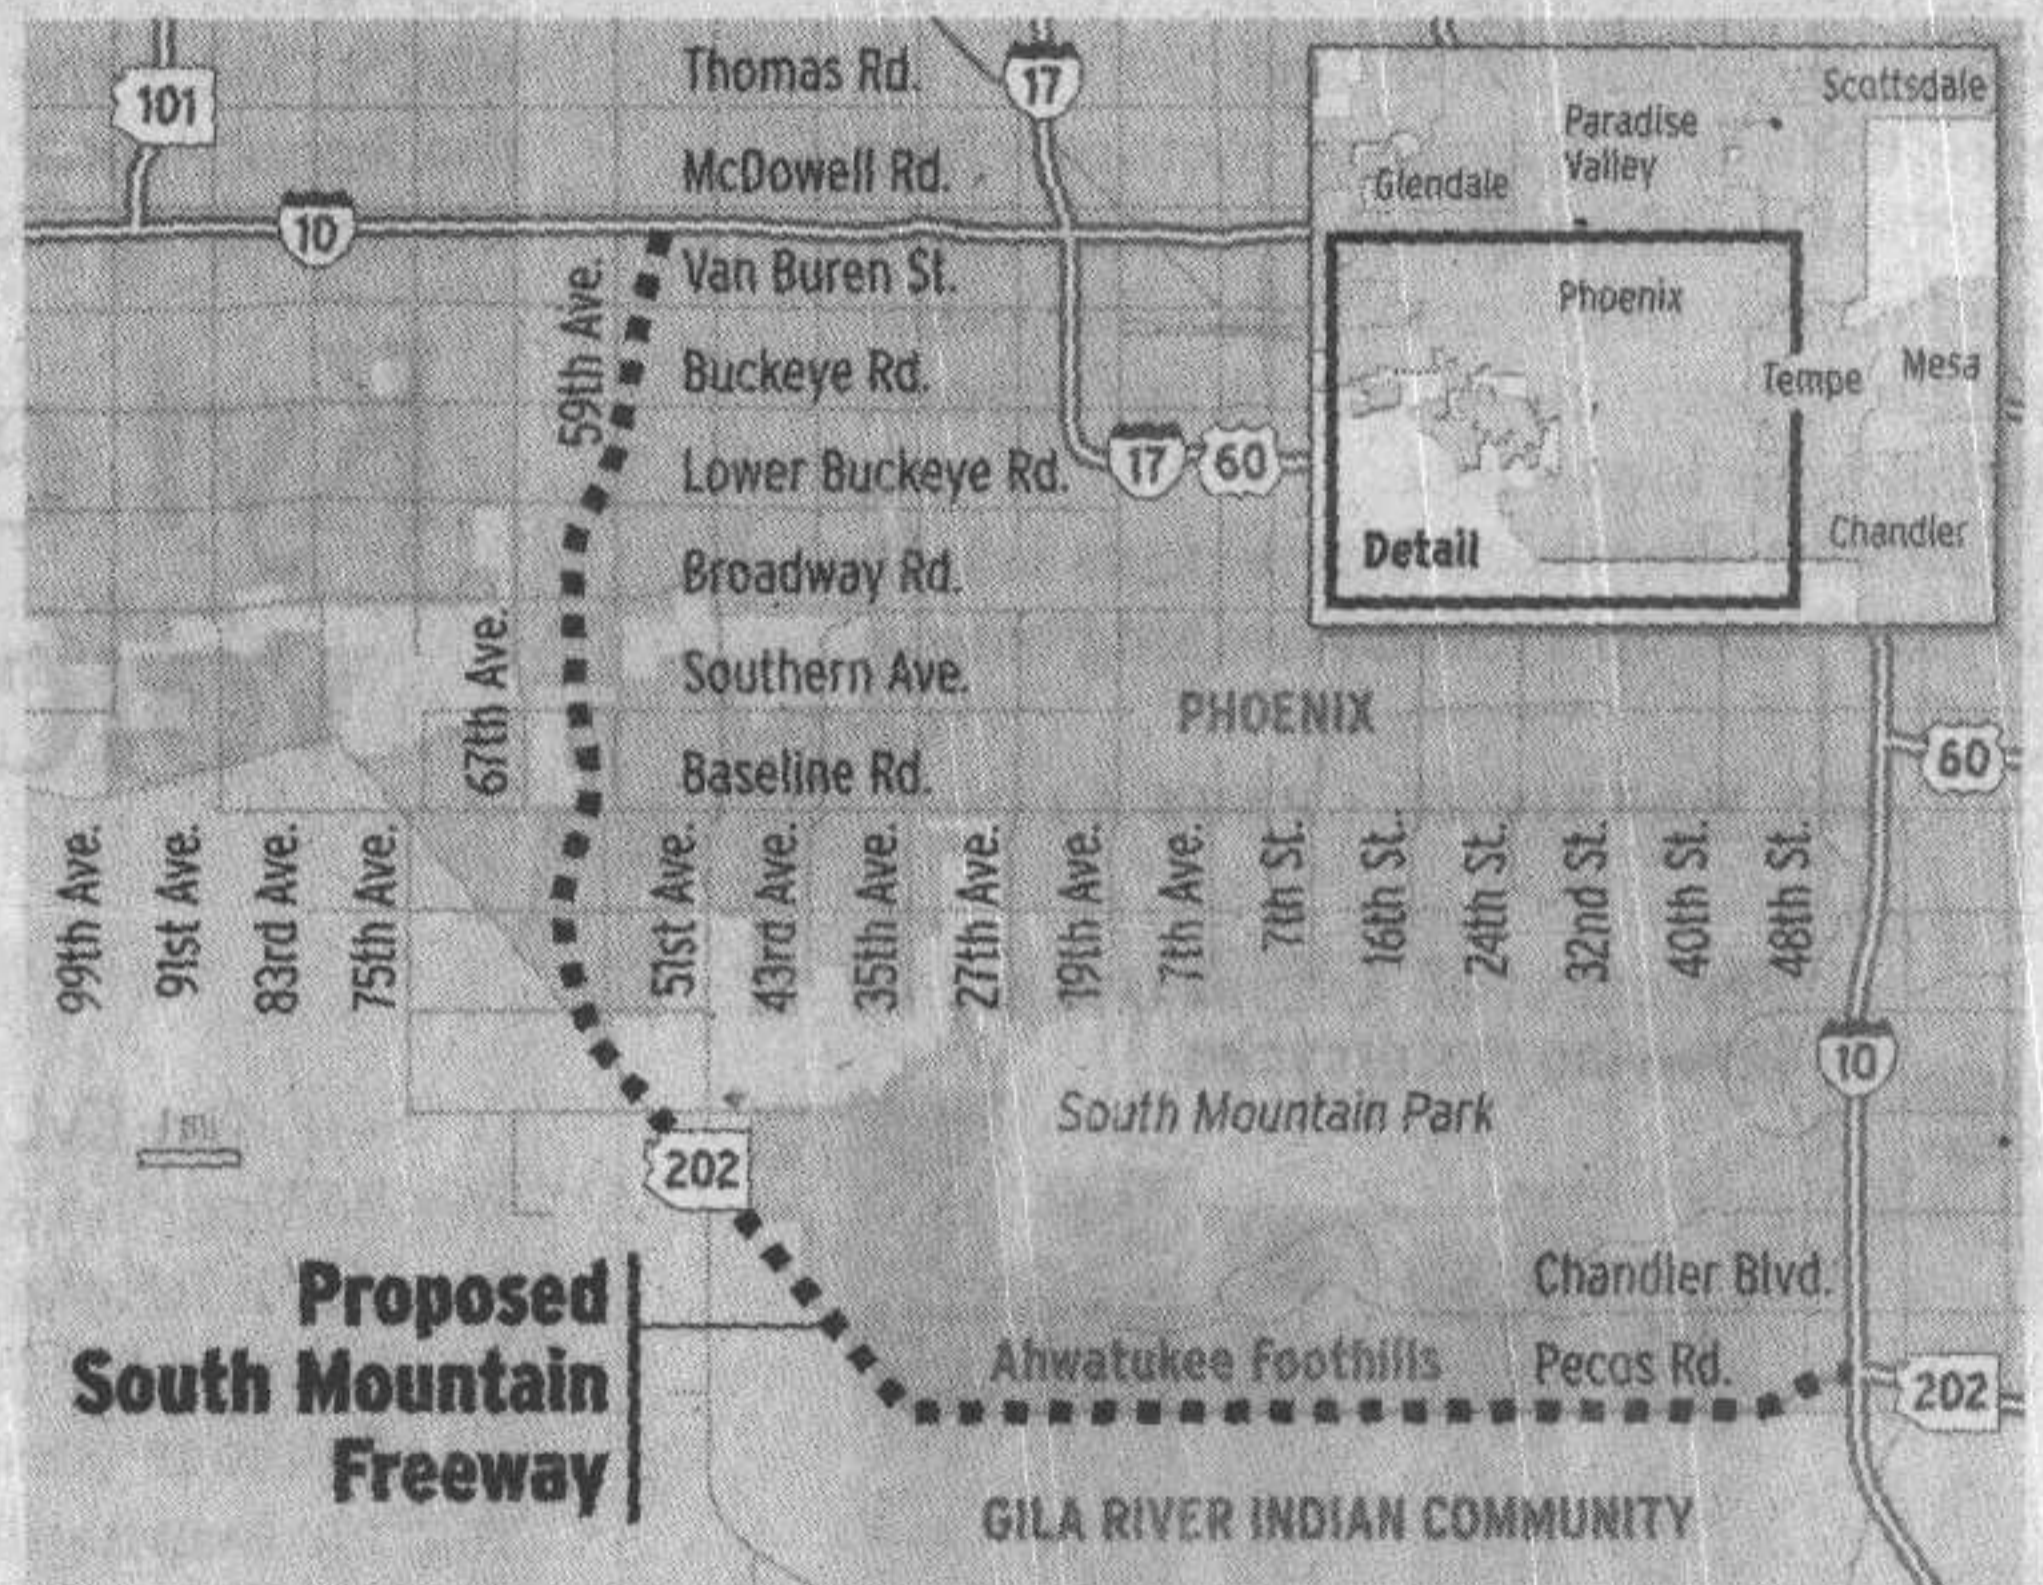 Thomas Rd.
17
101
McDowell Rd.
10
59th Ave.
Van Buren St.
Buckeye Rd.
Lower Buckeye Rd.
17
60
Broadway Rd.
67th Ave.
Southern Ave.
Baseline Rd.
Scottsdale
Paradise
Valley
Glendale
Phoenix
Tempe
Mesa
Detail
Chandler
PHOENIX
60
99th Ave.
91st Ave.
83rd Ave.
75th Ave.
51st Ave.
43rd Ave.
35th Ave.
27th Ave.
19th Ave.
7th Ave.
7th St.
16th St.
24th St.
32nd St.
40th St.
48th St.
10
South Mountain Park
1 mi
202
Chandler Blvd.
Proposed
South Mountain
Freeway
Ahwatukee Foothills
Pecos Rd.
202
GILA RIVER INDIAN COMMUNITY